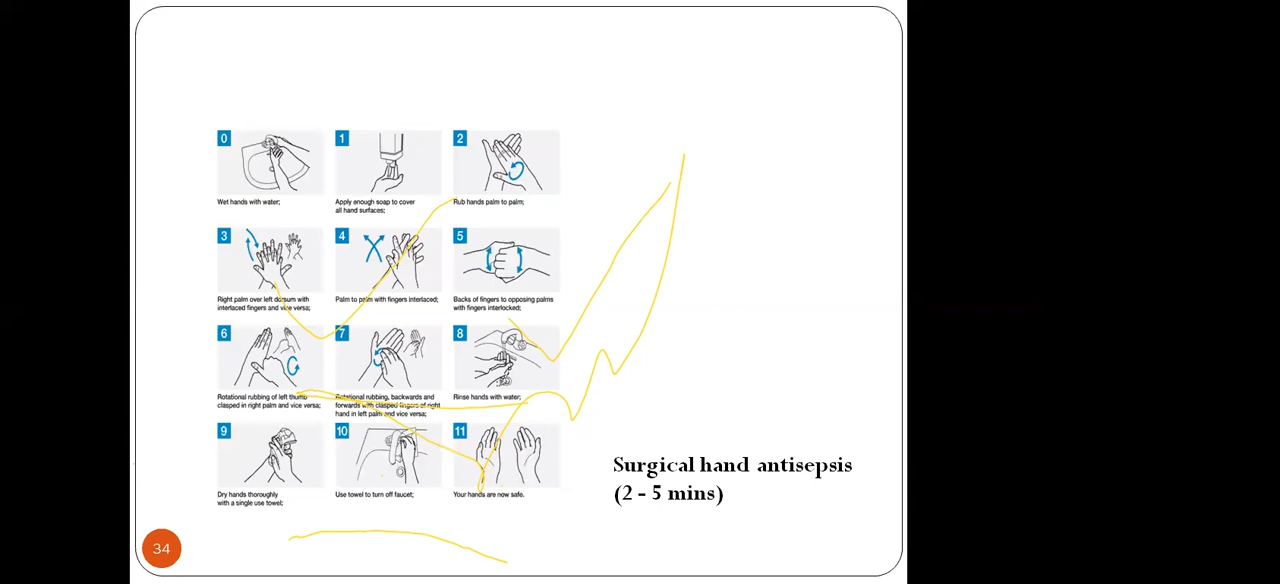 0
1
2
Wet hands with water;
Apply enough soap to cover
all hand surfaces;
Rub hands palm to palm;
3
4
5
Right palm over left dorsum with
interlaced fingers and vice versa;
Palm to palm with fingers interlaced;
Backs of fingers to opposing palms
with fingers interlocked;
6
7
8
Rotational rubbing of left thumb
clasped in right palm and vice versa;
Rotational rubbing, backwards and
forwards with clasped fingers of right
hand in left palm and vice versa;
Rinse hands with water;
9
10
11
Dry hands thoroughly
with a single use towel;
Use towel to turn off faucet;
Your hands are now safe.
Surgical hand antisepsis
(2 - 5 mins)
34